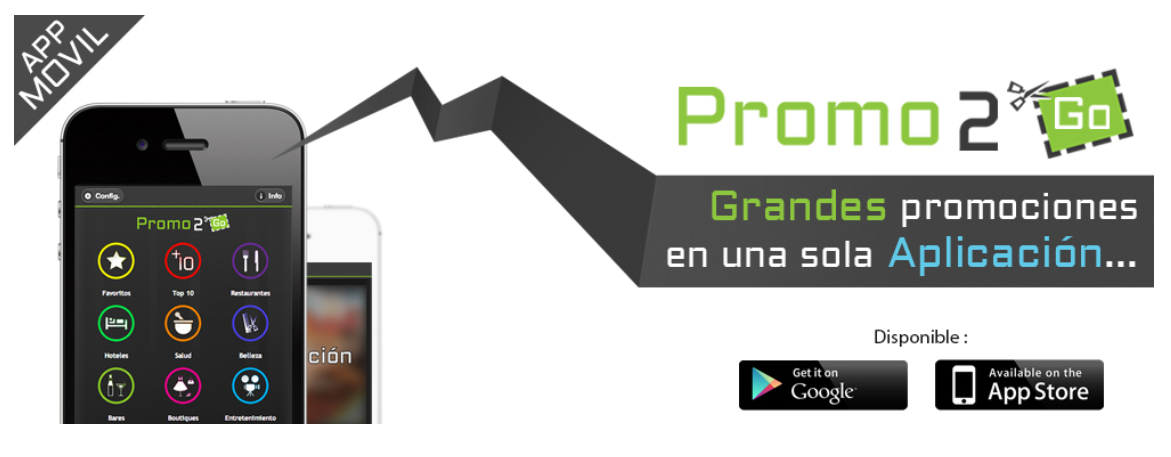 APP
MOVIL
Promo 2 Go
Grandes promociones
en una sola Aplicación...
Config.
Info
Promo 2 Go
Favoritos
Top 10
+10
Restaurantes
Hoteles
Salud
Belleza
Bares
Boutiques
Entretenimiento
ción
Disponible :
Get it on
Google
Available on the
App Store